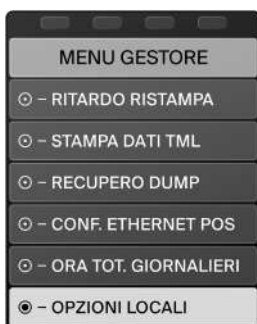 MENU GESTORE
⊙ – RITARDO RISTAMPA
⊙ – STAMPA DATI TML
⊙ – RECUPERO DUMP
⊙ – CONF. ETHERNET POS
⊙ – ORA TOT. GIORNALIERI
◉ – OPZIONI LOCALI